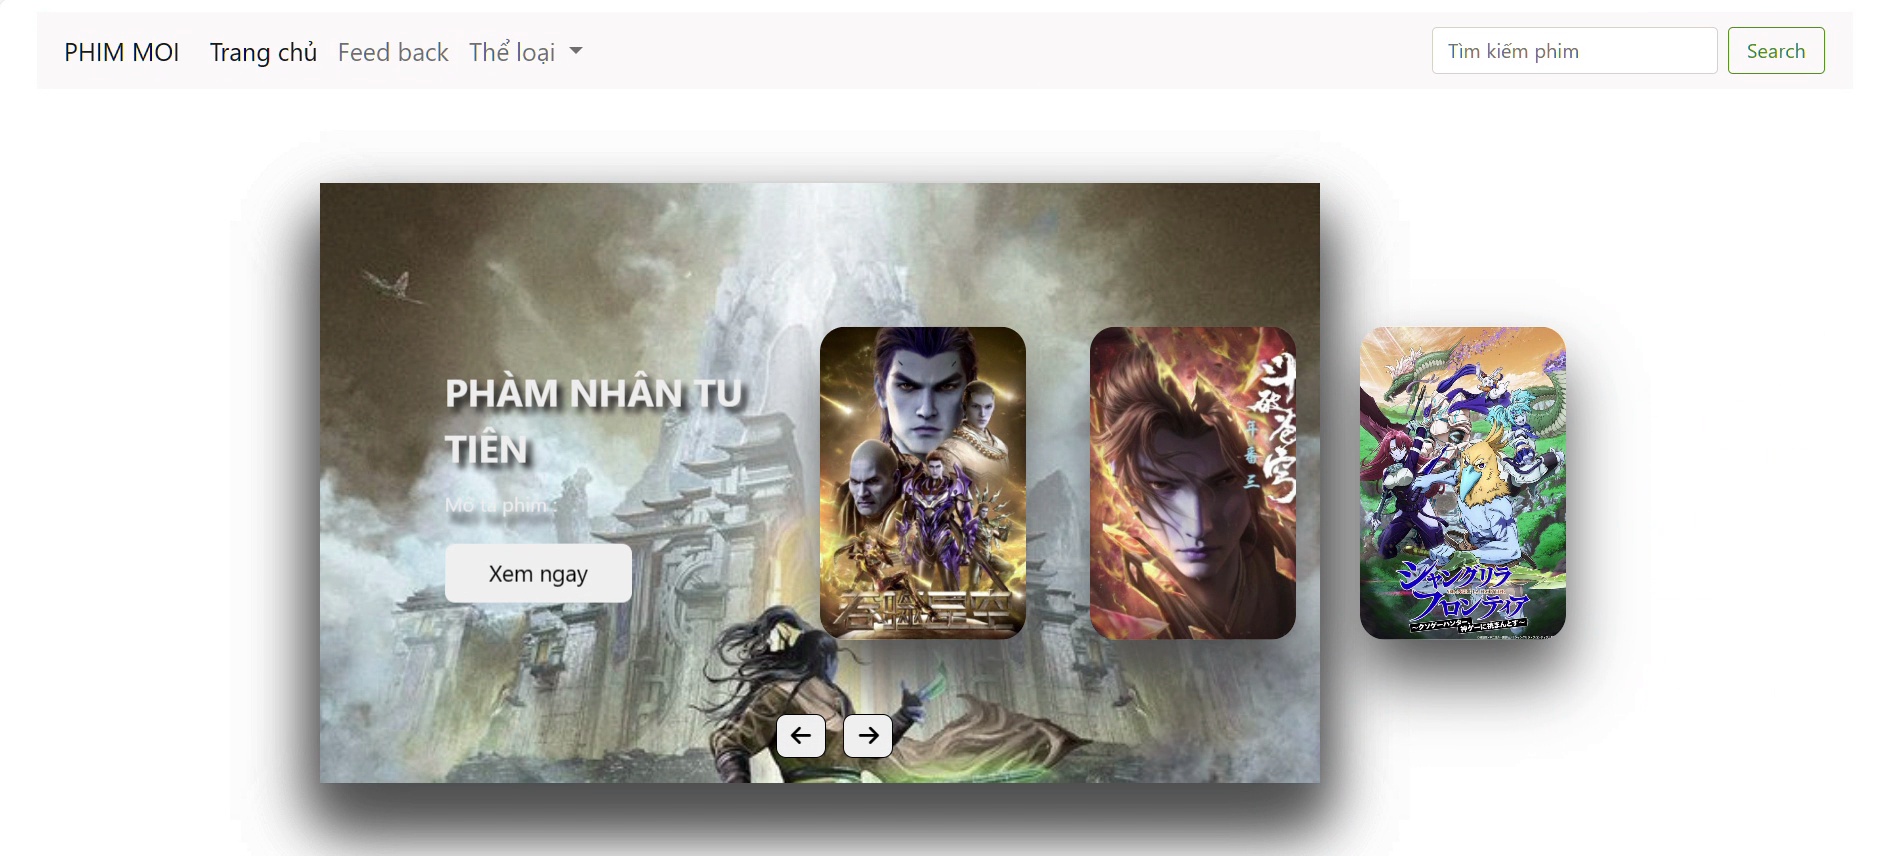 PHIM MOI Trang chủ Feed back Thể loại Tìm kiếm phim Search
PHÀM NHÂN TU
TIÊN
Mô tả phim..
Xem ngay
吞噬星空
斗破苍穹
年番三
シャングリラ
フロンティア
～クソゲーハンター、
神ゲーに挑まんとす～